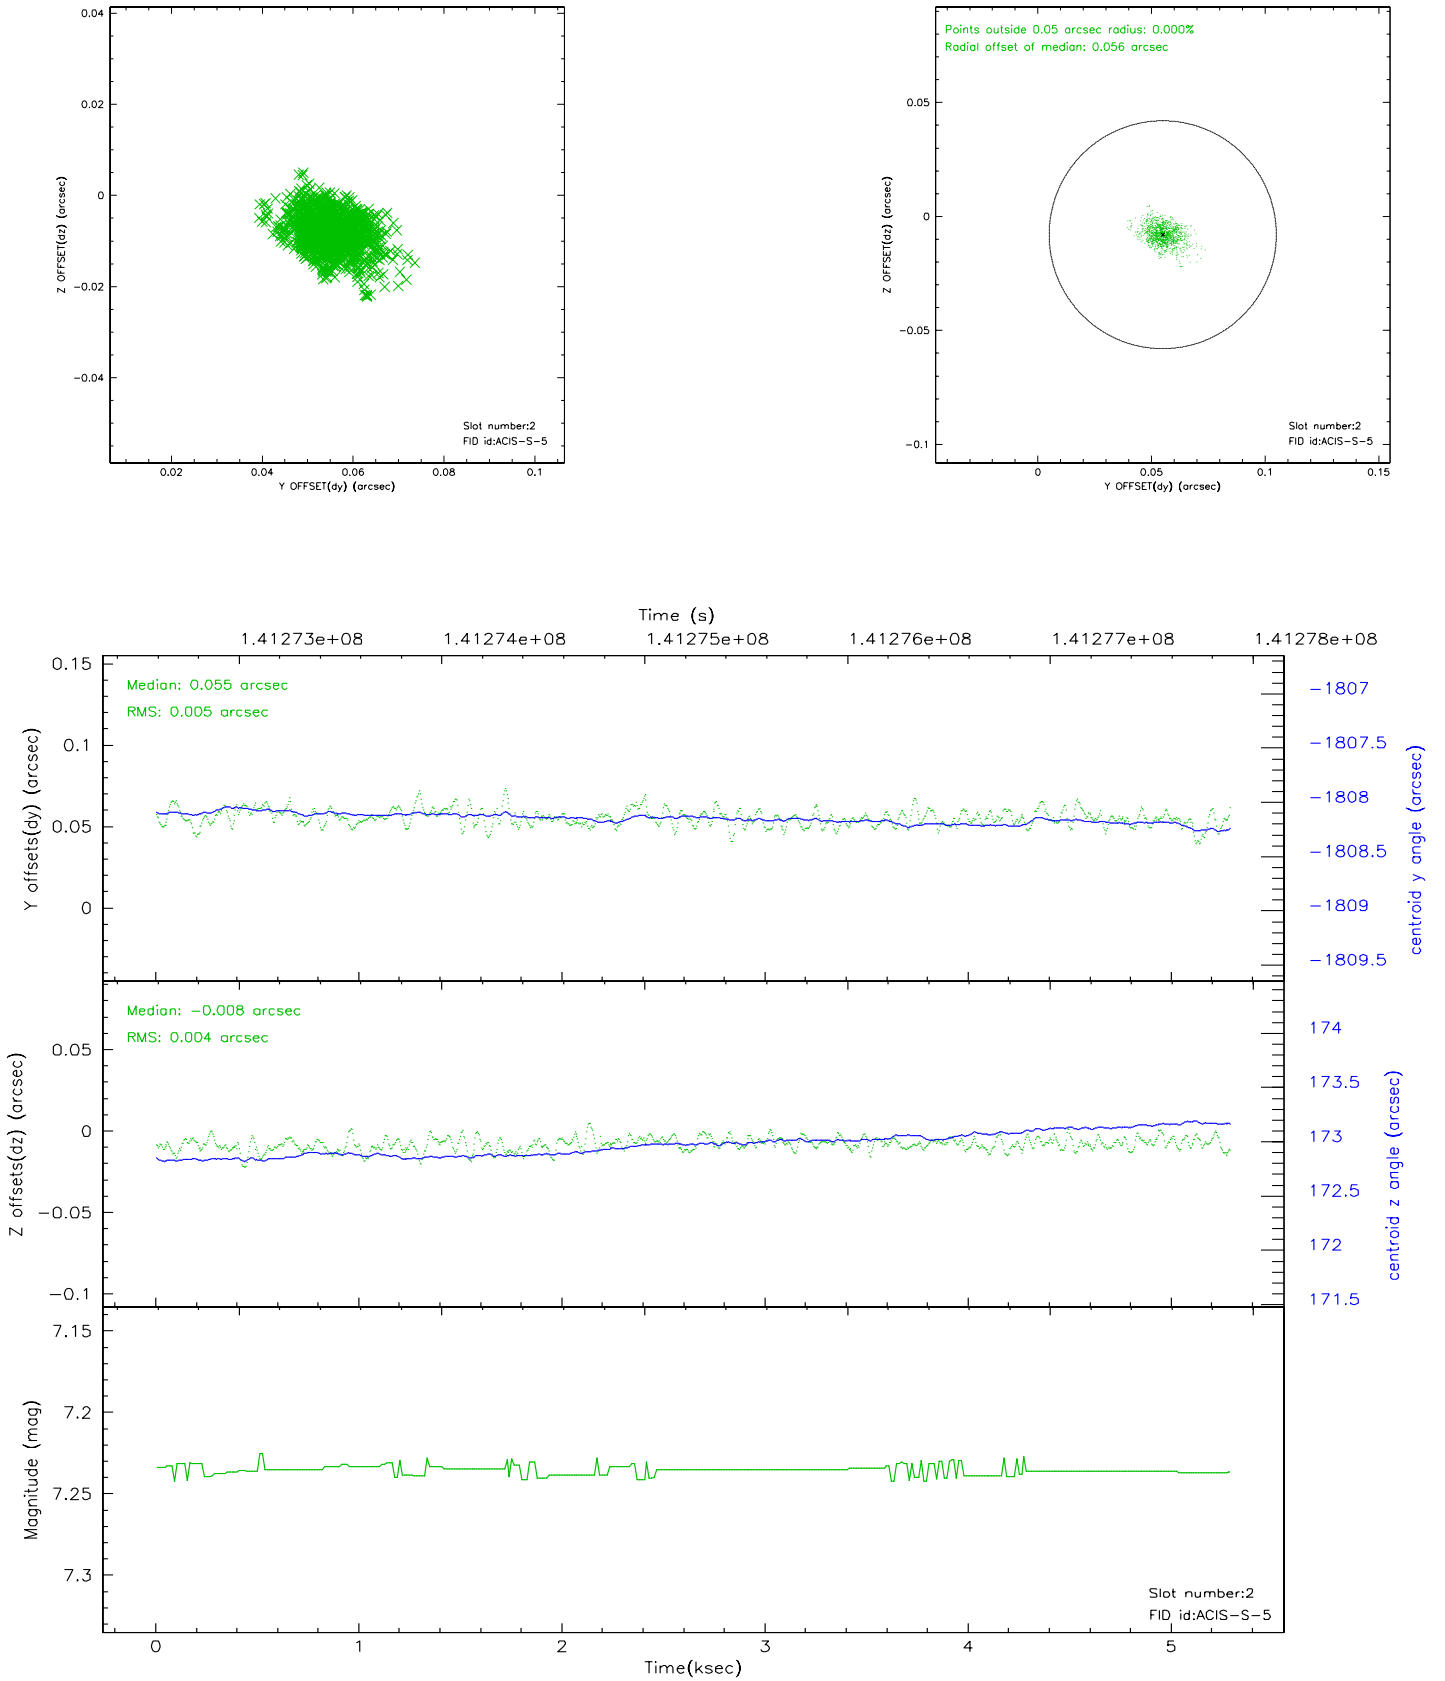 0.04
0.02
0
−0.02
−0.04
Z OFFSET(dz) (arcsec)
Slot number:2
FID id:ACIS−S−5
0.02 0.04 0.06 0.08 0.1
Y OFFSET(dy) (arcsec)
Points outside 0.05 arcsec radius: 0.000%
Radial offset of median: 0.056 arcsec
0.05
0
−0.05
−0.1
Z OFFSET(dz) (arcsec)
Slot number:2
FID id:ACIS−S−5
0 0.05 0.1 0.15
Y OFFSET(dy) (arcsec)
Time (s)
1.41273e+08 1.41274e+08 1.41275e+08 1.41276e+08 1.41277e+08 1.41278e+08
Median: 0.055 arcsec
RMS: 0.005 arcsec
0.15
0.1
0.05
0
Y offsets(dy) (arcsec)
−1807
−1807.5
−1808
−1808.5
−1809
−1809.5
centroid y angle (arcsec)
Median: −0.008 arcsec
RMS: 0.004 arcsec
0.05
0
−0.05
−0.1
Z offsets(dz) (arcsec)
174
173.5
173
172.5
172
171.5
centroid z angle (arcsec)
7.15
7.2
7.25
7.3
Magnitude (mag)
Slot number:2
FID id:ACIS−S−5
0 1 2 3 4 5
Time(ksec)